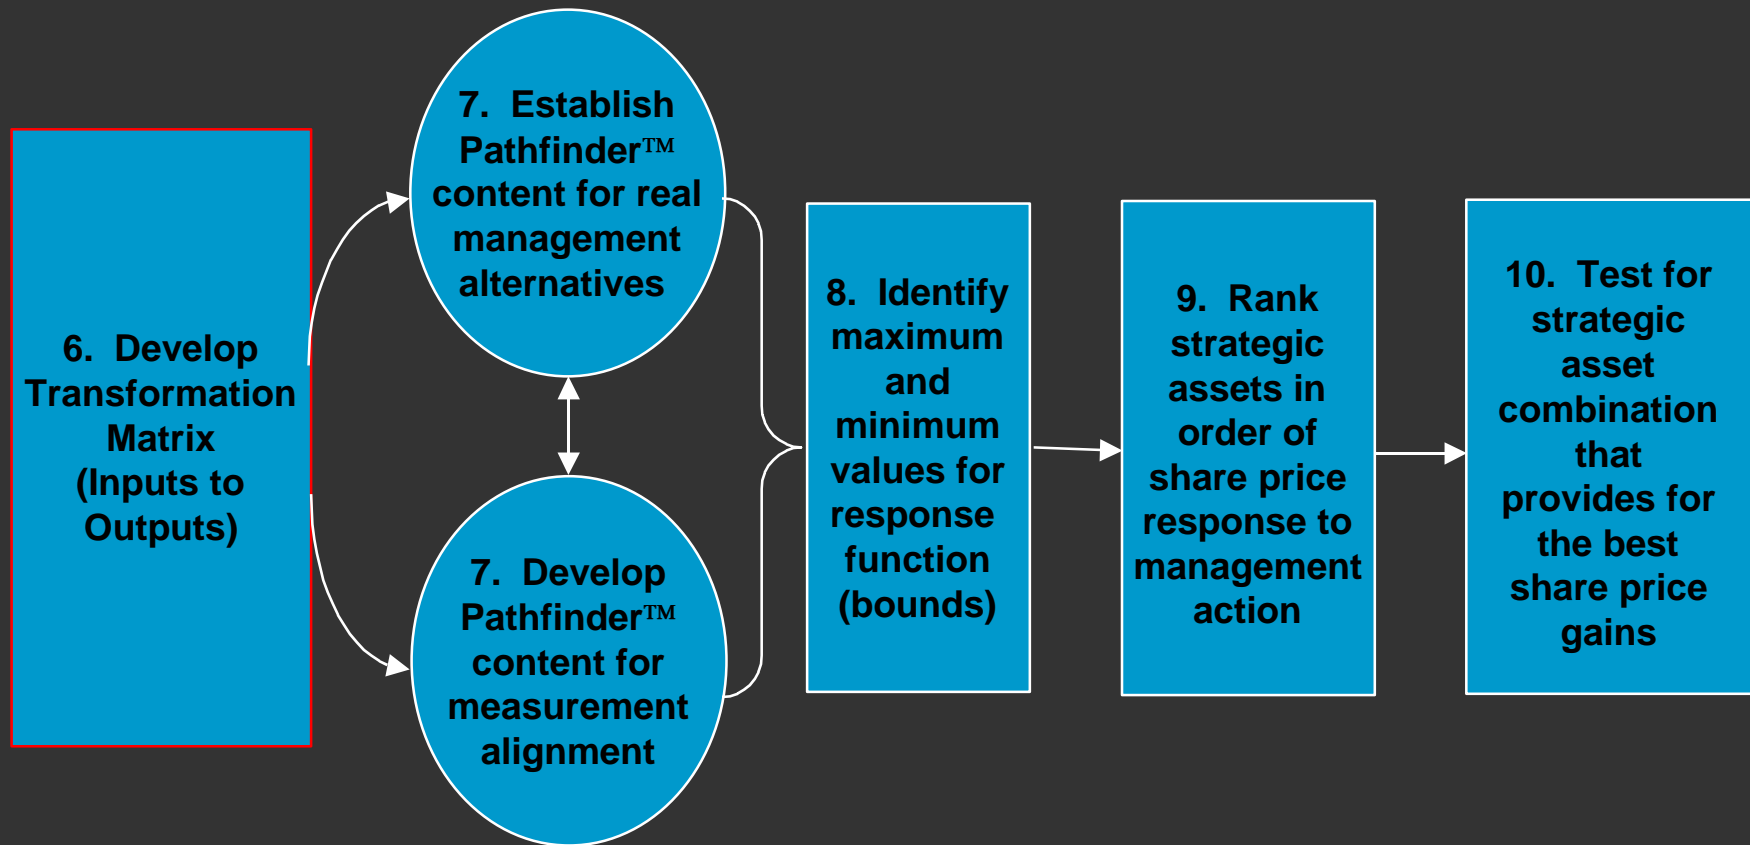 6. Develop
Transformation
Matrix
(Inputs to
Outputs)
7. Establish
Pathfinder™
content for real
management
alternatives
7. Develop
Pathfinder™
content for
measurement
alignment
8. Identify
maximum
and
minimum
values for
response
function
(bounds)
9. Rank
strategic
assets in
order of
share price
response to
management
action
10. Test for
strategic
asset
combination
that
provides for
the best
share price
gains